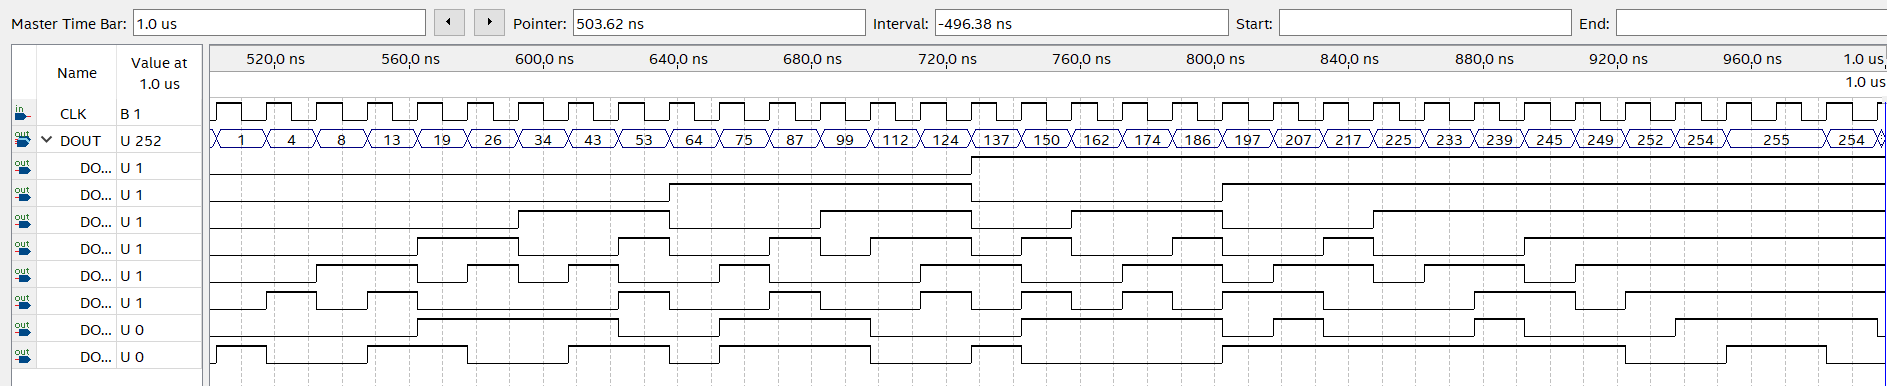 Master Time Bar: 1.0 us Pointer: 503.62 ns Interval: -496.38 ns Start: End:
Name Value at 1.0 us 520.0 ns 560.0 ns 600.0 ns 640.0 ns 680.0 ns 720.0 ns 760.0 ns 800.0 ns 840.0 ns 880.0 ns 920.0 ns 960.0 ns 1.0 us
1.0 us
in CLK B 1
out DOUT U 252 1 4 8 13 19 26 34 43 53 64 75 87 99 112 124 137 150 162 174 186 197 207 217 225 233 239 245 249 252 254 255 254
out DO... U 1
out DO... U 1
out DO... U 1
out DO... U 1
out DO... U 1
out DO... U 1
out DO... U 0
out DO... U 0